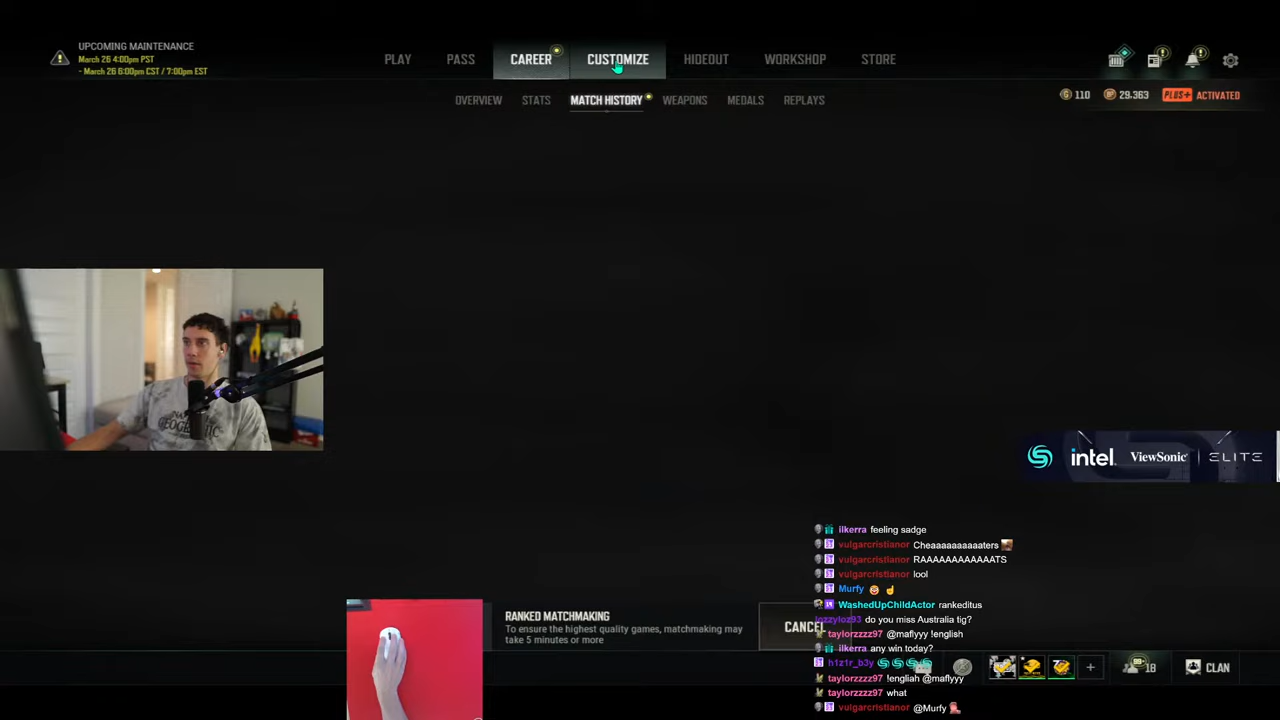 UPCOMING MAINTENANCE
March 26 4:00pm PST
- March 26 6:00pm CST / 7:00pm EST
PLAY
PASS
CAREER
CUSTOMIZE
HIDEOUT
WORKSHOP
STORE
OVERVIEW
STATS
MATCH HISTORY
WEAPONS
MEDALS
REPLAYS
110
29,363
PLUS+ ACTIVATED
intel
ViewSonic
ELITE
ilkerra feeling sadge
vulgarcristianor Cheaaaaaaaaaters
vulgarcristianor RAAAAAAAAAAAATS
vulgarcristianor lool
Murfy
WashedUpChildActor rankeditus
jozzyloz93 do you miss Australia tig?
taylorzzzz97 @maflyyy !english
ilkerra any win today?
h1z1r_b3y
taylorzzzz97 !engliah @maflyyy
taylorzzzz97 what
vulgarcristianor @Murfy
RANKED MATCHMAKING
To ensure the highest quality games, matchmaking may
take 5 minutes or more
CANCEL
18
CLAN